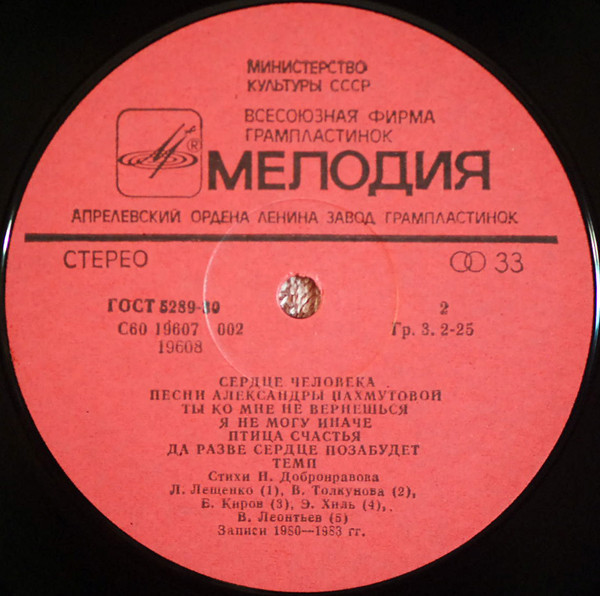 МИНИСТЕРСТВО
КУЛЬТУРЫ СССР
ВСЕСОЮЗНАЯ ФИРМА
ГРАМПЛАСТИНОК
®
МЕЛОДИЯ
АПРЕЛЕВСКИЙ ОРДЕНА ЛЕНИНА ЗАВОД ГРАМПЛАСТИНОК
СТЕРЕО 33
ГОСТ 5289-80 2
С60 19607 002 Гр. 3. 2-25
19608
СЕРДЦЕ ЧЕЛОВЕКА
ПЕСНИ АЛЕКСАНДРЫ ПАХМУТОВОЙ
ТЫ КО МНЕ НЕ ВЕРНЕШЬСЯ
Я НЕ МОГУ ИНАЧЕ
ПТИЦА СЧАСТЬЯ
ДА РАЗВЕ СЕРДЦЕ ПОЗАБУДЕТ
ТЕМП
Стихи Н. Добронравова
Л. Лещенко (1), В. Толкунова (2),
Б. Киров (3), Э. Хиль (4),
В. Леонтьев (5)
Записи 1980—1983 гг.